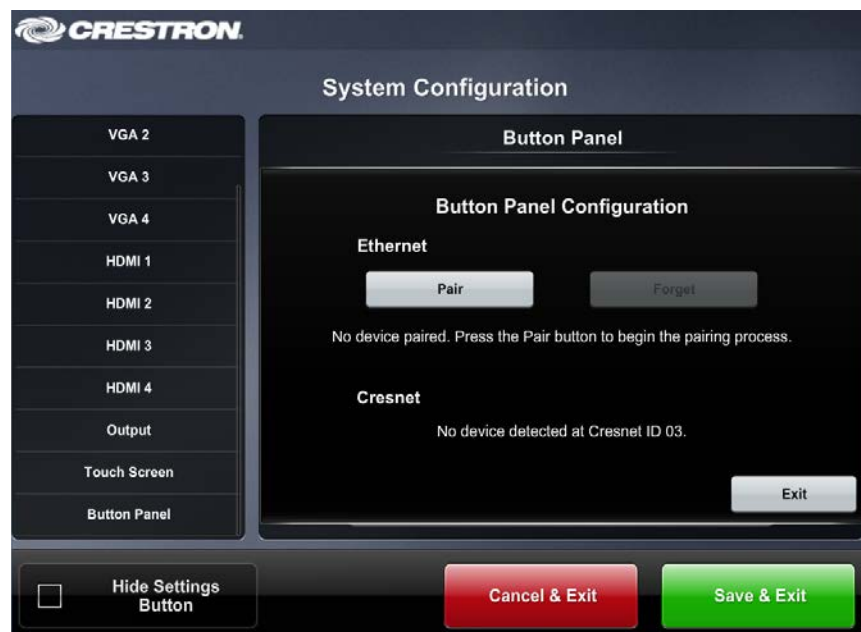 CRESTRON.
System Configuration
VGA 2
VGA 3
VGA 4
HDMI 1
HDMI 2
HDMI 3
HDMI 4
Output
Touch Screen
Button Panel
Button Panel
Button Panel Configuration
Ethernet
Pair
Forget
No device paired. Press the Pair button to begin the pairing process.
Cresnet
No device detected at Cresnet ID 03.
Exit
Hide Settings
Button
Cancel & Exit
Save & Exit